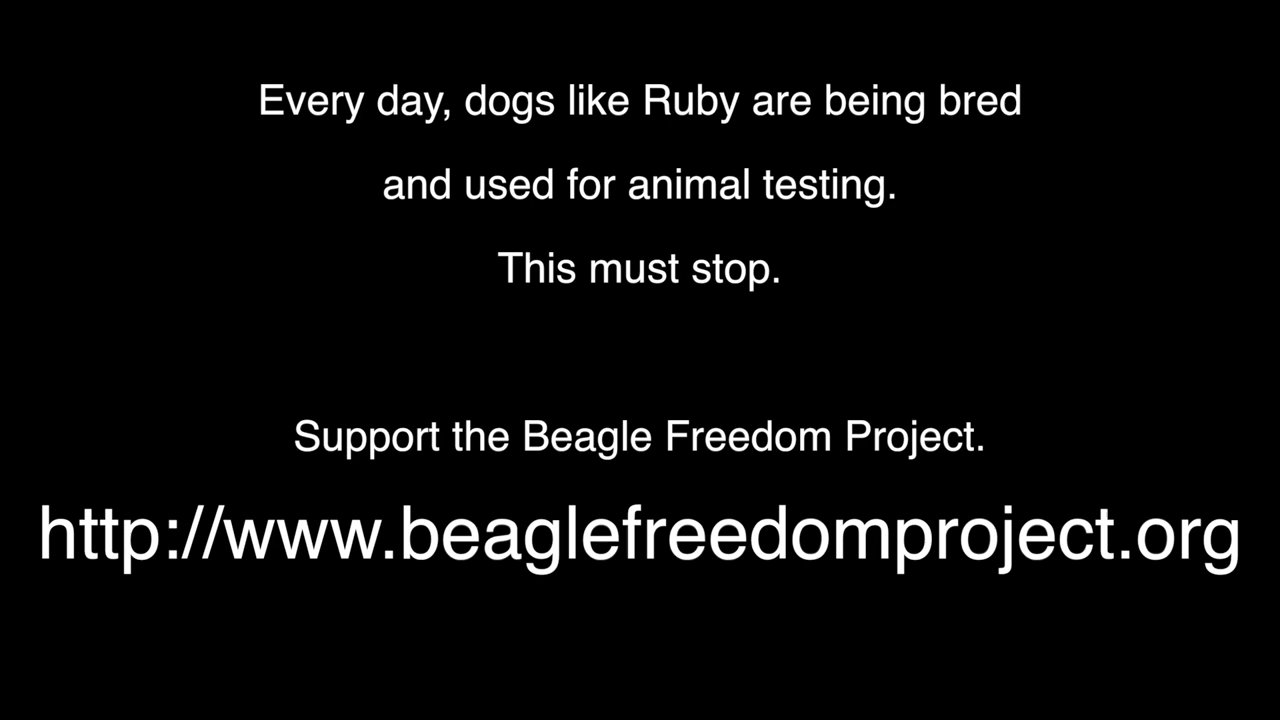 Every day, dogs like Ruby are being bred
and used for animal testing.
This must stop.
Support the Beagle Freedom Project.
http://www.beaglefreedomproject.org